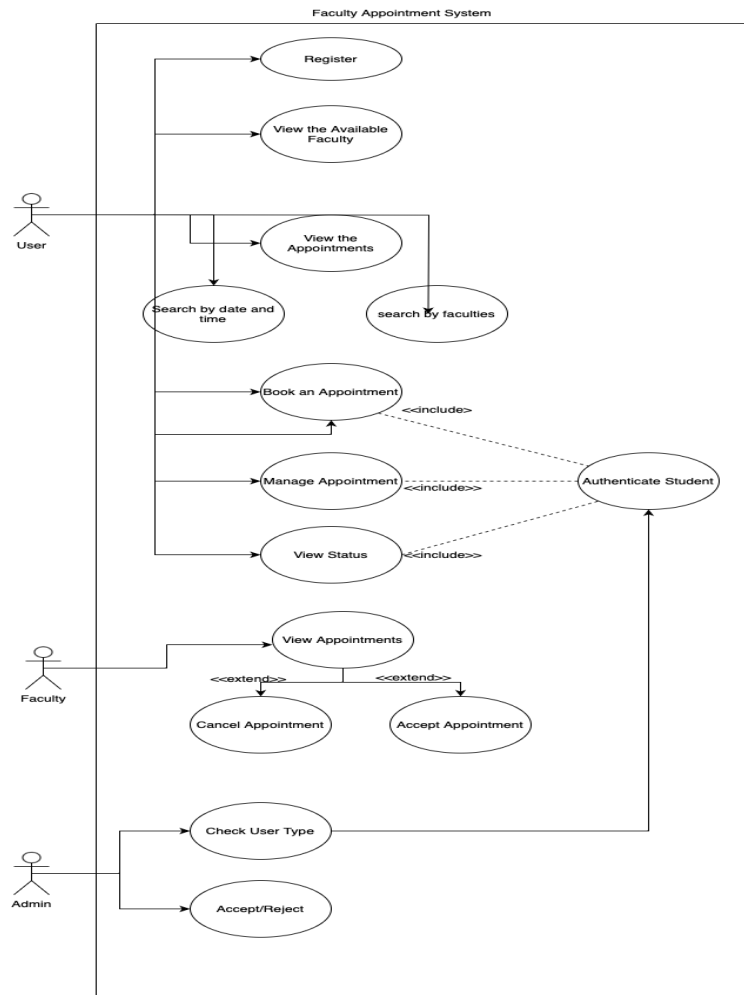 Faculty Appointment System
Register
View the Available
Faculty
User
View the
Appointments
Search by date and
time
search by faculties
Book an Appointment
<<include>
Manage Appointment
<<include>>
Authenticate Student
View Status
<<include>>
View Appointments
Faculty
<<extend>>
<<extend>>
Cancel Appointment
Accept Appointment
Check User Type
Admin
Accept/Reject